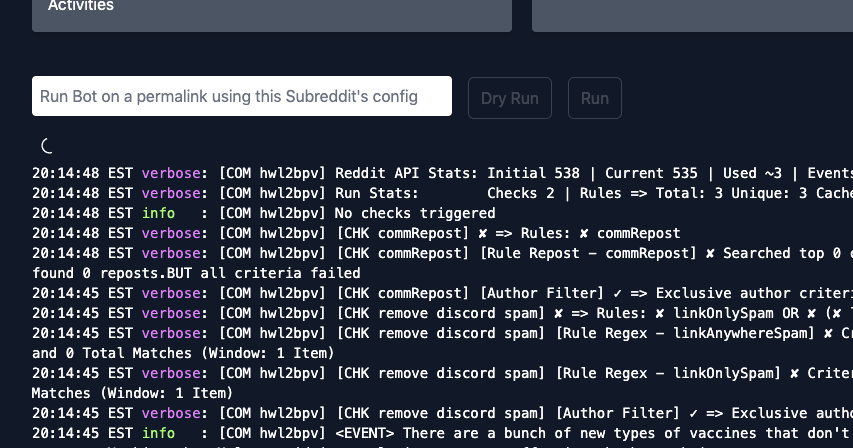 Activities
Run Bot on a permalink using this Subreddit's config
Dry Run
Run
20:14:48 EST verbose: [COM hwl2bpv] Reddit API Stats: Initial 538 | Current 535 | Used ~3 | Events
20:14:48 EST verbose: [COM hwl2bpv] Run Stats: Checks 2 | Rules => Total: 3 Unique: 3 Cache
20:14:48 EST info : [COM hwl2bpv] No checks triggered
20:14:48 EST verbose: [COM hwl2bpv] [CHK commRepost] ✘ => Rules: ✘ commRepost
20:14:48 EST verbose: [COM hwl2bpv] [CHK commRepost] [Rule Repost – commRepost] ✘ Searched top 0
found 0 reposts.BUT all criteria failed
20:14:45 EST verbose: [COM hwl2bpv] [CHK commRepost] [Author Filter] ✓ => Exclusive author criteri
20:14:45 EST verbose: [COM hwl2bpv] [CHK remove discord spam] ✘ => Rules: ✘ linkOnlySpam OR ✘ (✘
20:14:45 EST verbose: [COM hwl2bpv] [CHK remove discord spam] [Rule Regex – linkAnywhereSpam] ✘ C
and 0 Total Matches (Window: 1 Item)
20:14:45 EST verbose: [COM hwl2bpv] [CHK remove discord spam] [Rule Regex – linkOnlySpam] ✘ Criter
Matches (Window: 1 Item)
20:14:45 EST verbose: [COM hwl2bpv] [CHK remove discord spam] [Author Filter] ✓ => Exclusive autho
20:14:45 EST info : [COM hwl2bpv] <EVENT> There are a bunch of new types of vaccines that don't